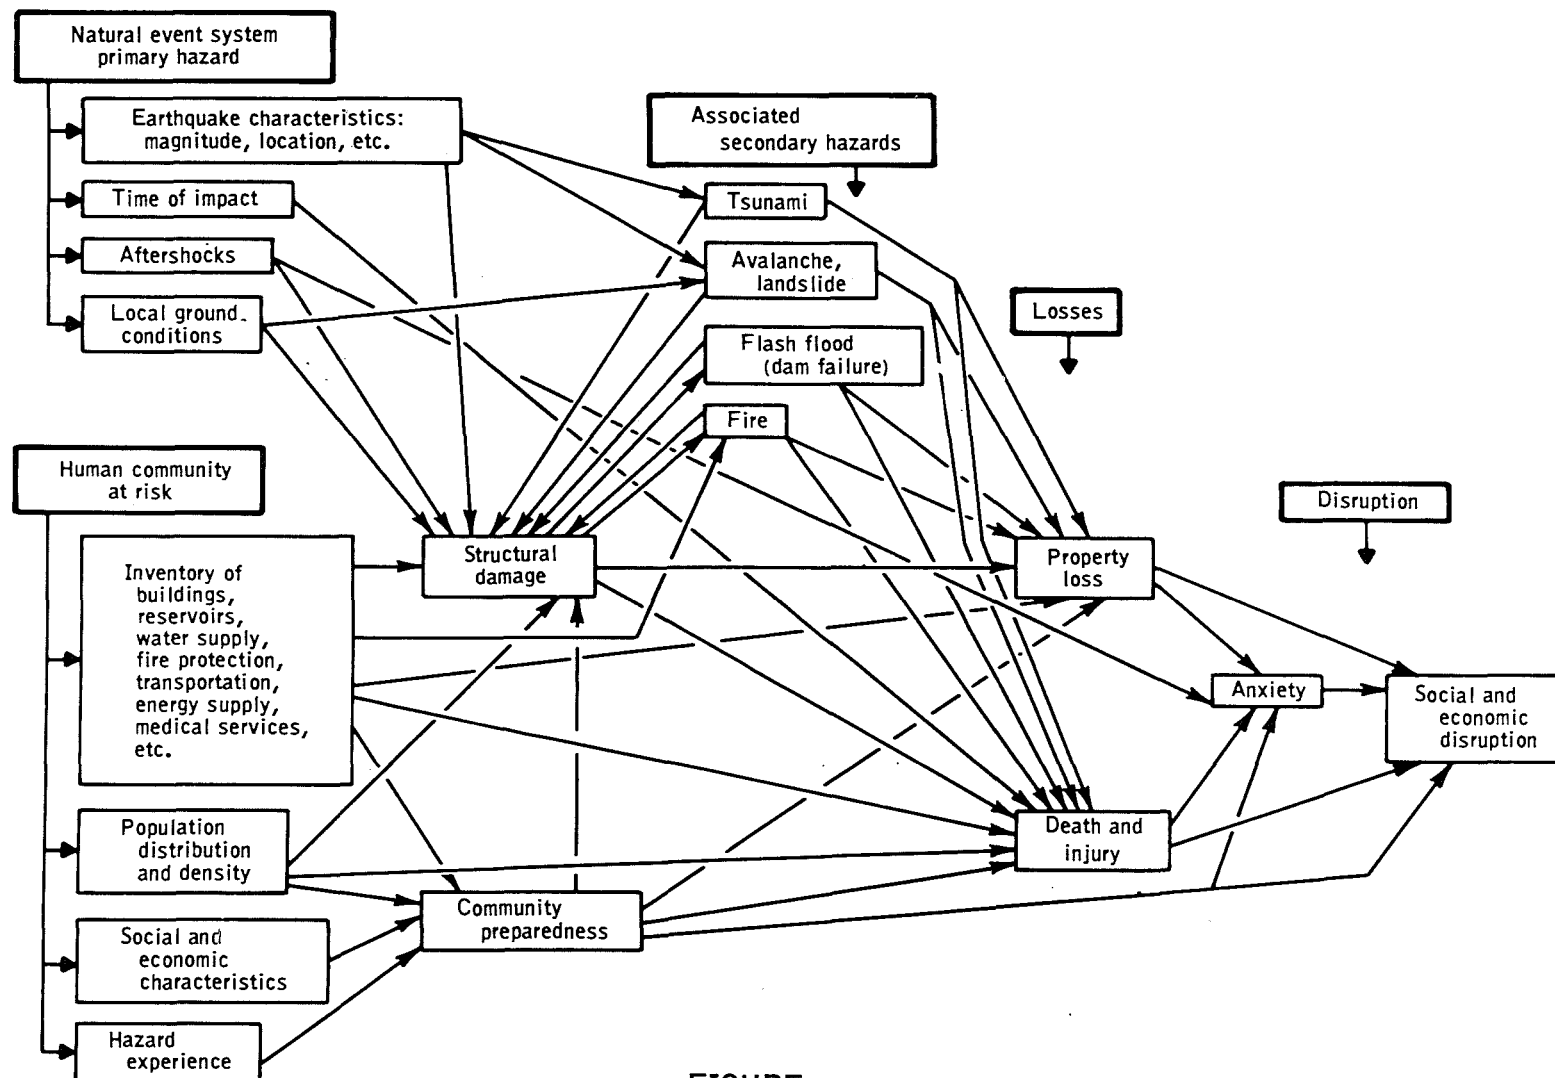 Natural event system
primary hazard
Earthquake characteristics:
magnitude, location, etc.
Time of impact
Aftershocks
Local ground
conditions
Associated
secondary hazards
Tsunami
Avalanche,
landslide
Flash flood
(dam failure)
Fire
Losses
Human community
at risk
Inventory of
buildings,
reservoirs,
water supply,
fire protection,
transportation,
energy supply,
medical services,
etc.
Structural
damage
Property
loss
Disruption
Anxiety
Social and
economic
disruption
Population
distribution
and density
Death and
injury
Community
preparedness
Social and
economic
characteristics
Hazard
experience
FIGURE